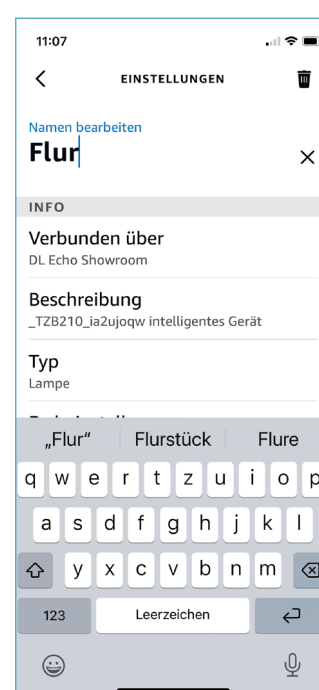 11:07
EINSTELLUNGEN
Namen bearbeiten
Flur
INFO
Verbunden über
DL Echo Showroom
Beschreibung
_TZB210_ia2ujoqw intelligentes Gerät
Typ
Lampe
„Flur“ Flurstück Flure
q w e r t z u i o p
a s d f g h j k l
y x c v b n m
123 Leerzeichen